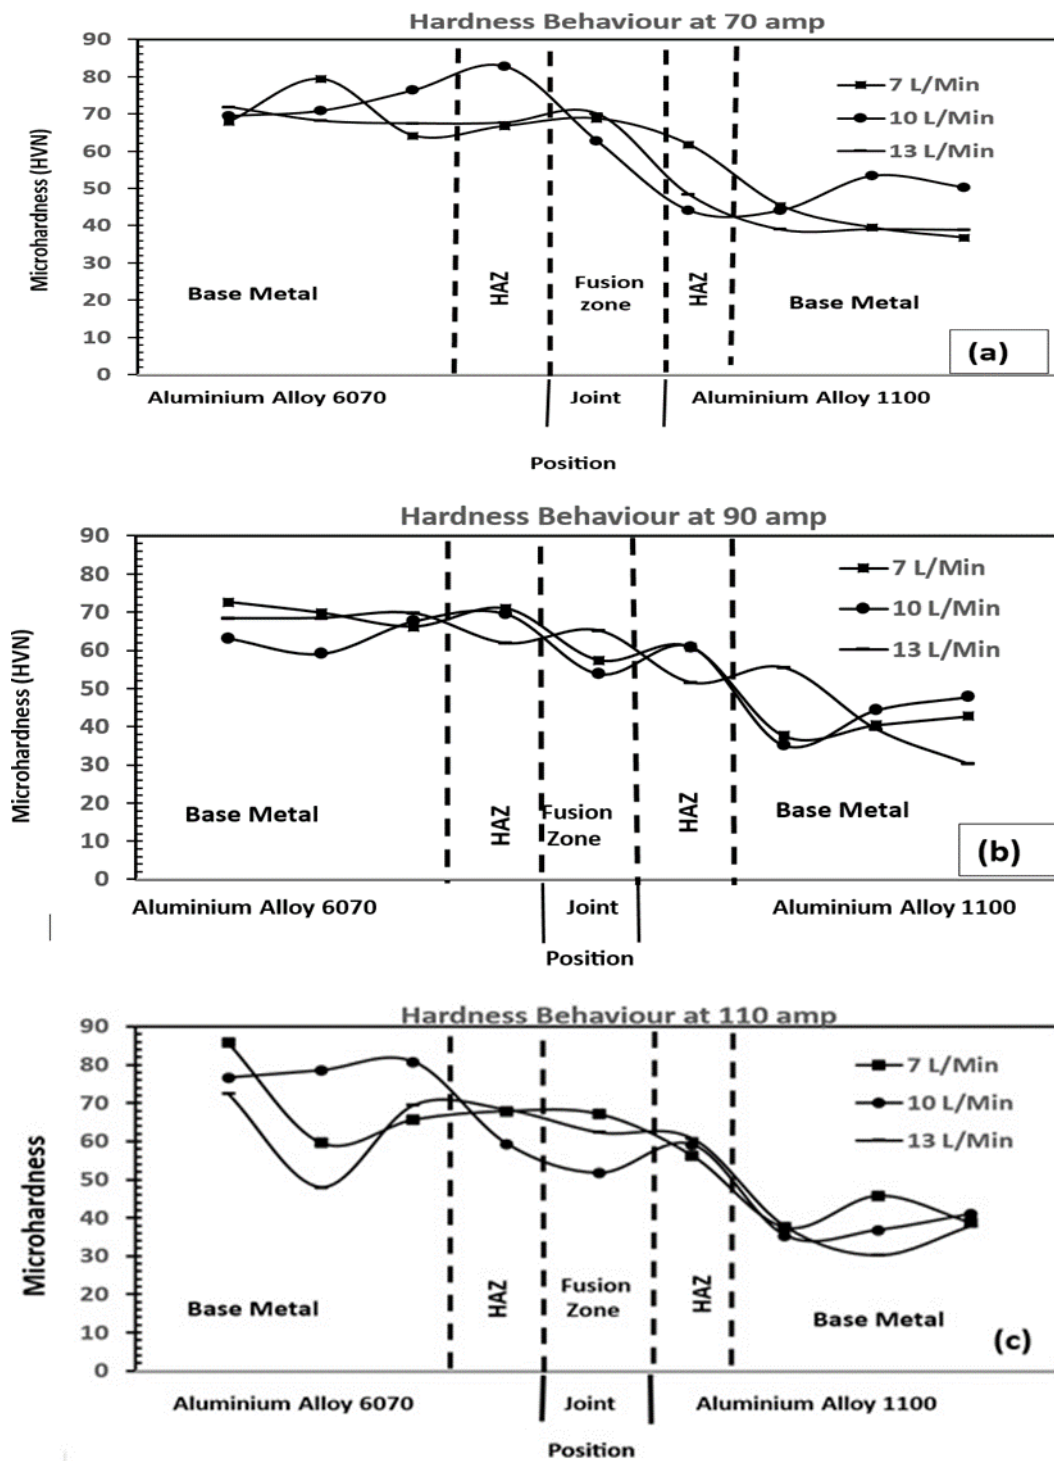 Hardness Behaviour at 70 amp
90
80
70
60
50
40
30
20
10
0
Microhardness (HVN)
7 L/Min
10 L/Min
13 L/Min
Base Metal
HAZ
Fusion
zone
HAZ
Base Metal
(a)
Aluminium Alloy 6070
Joint
Aluminium Alloy 1100
Position
Hardness Behaviour at 90 amp
90
80
70
60
50
40
30
20
10
0
Microhardness (HVN)
7 L/Min
10 L/Min
13 L/Min
Base Metal
HAZ
Fusion
Zone
HAZ
Base Metal
(b)
Aluminium Alloy 6070
Joint
Aluminium Alloy 1100
Position
Hardness Behaviour at 110 amp
90
80
70
60
50
40
30
20
10
0
Microhardness
7 L/Min
10 L/Min
13 L/Min
Base Metal
HAZ
Fusion
Zone
HAZ
Base Metal
(c)
Aluminium Alloy 6070
Joint
Aluminium Alloy 1100
Position